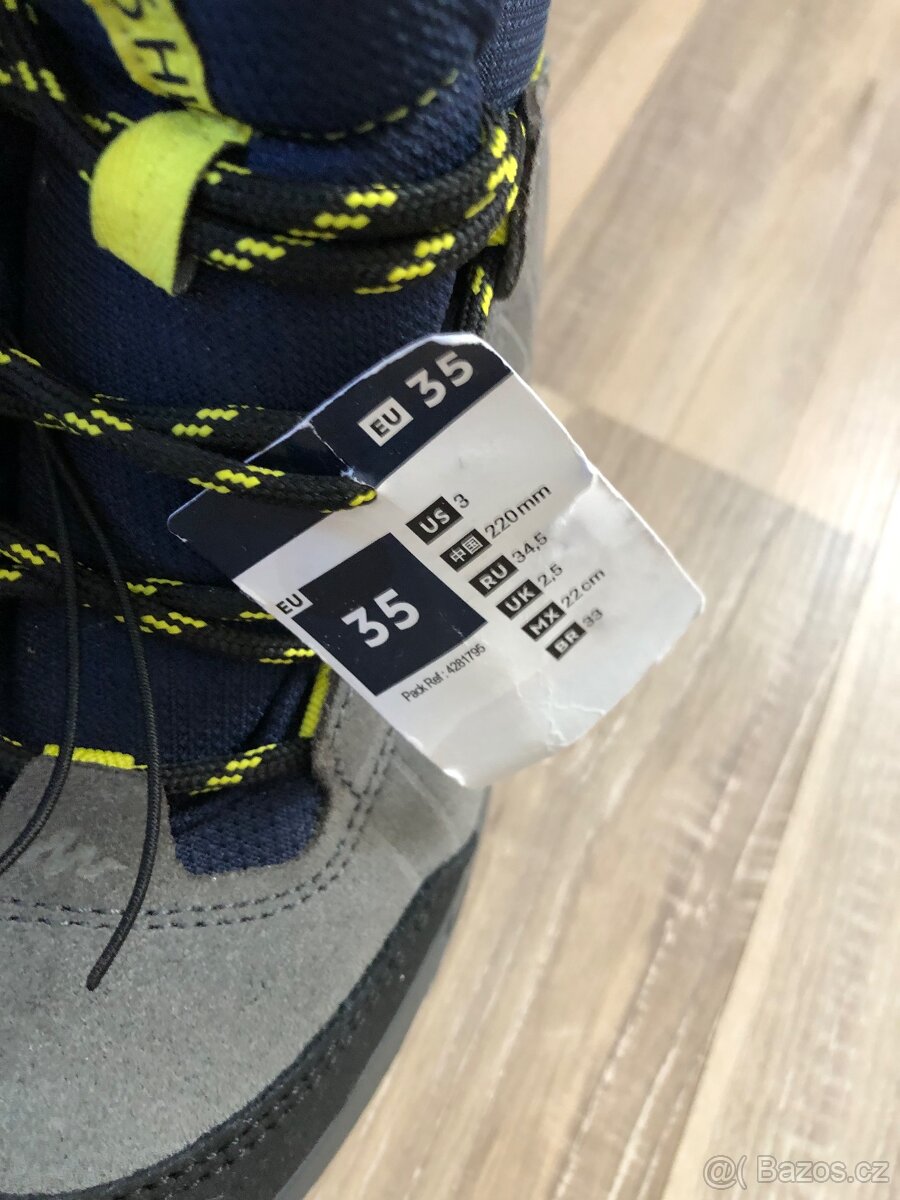 SH
EU 35
US 3
中国 220mm
RU 34,5
UK 2,5
MX 22cm
BR 33
EU
35
Pack Ref : 4281795
@( Bazos.cz